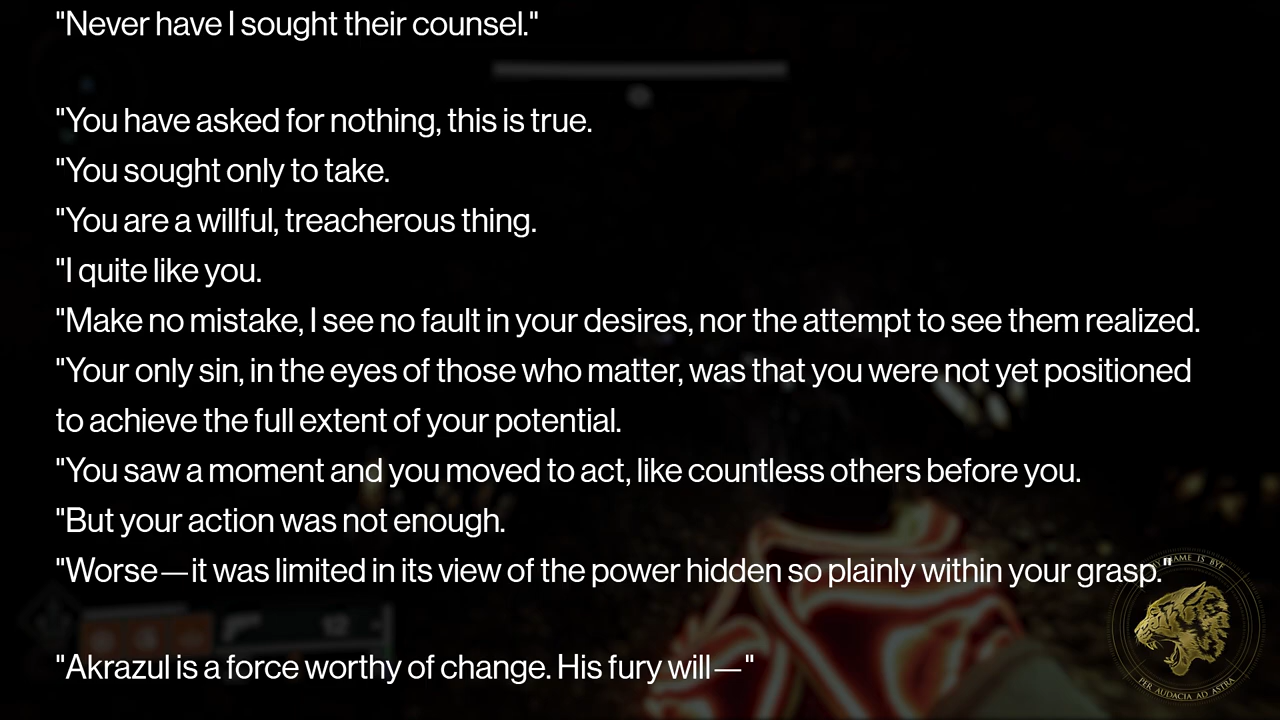 "Never have I sought their counsel."
"You have asked for nothing, this is true.
"You sought only to take.
"You are a willful, treacherous thing.
"I quite like you.
"Make no mistake, I see no fault in your desires, nor the attempt to see them realized.
"Your only sin, in the eyes of those who matter, was that you were not yet positioned
to achieve the full extent of your potential.
"You saw a moment and you moved to act, like countless others before you.
"But your action was not enough.
"Worse—it was limited in its view of the power hidden so plainly within your grasp."
"Akrazul is a force worthy of change. His fury will—"
NAME IS BYF
PER AUDACIA AD ASTRA
12